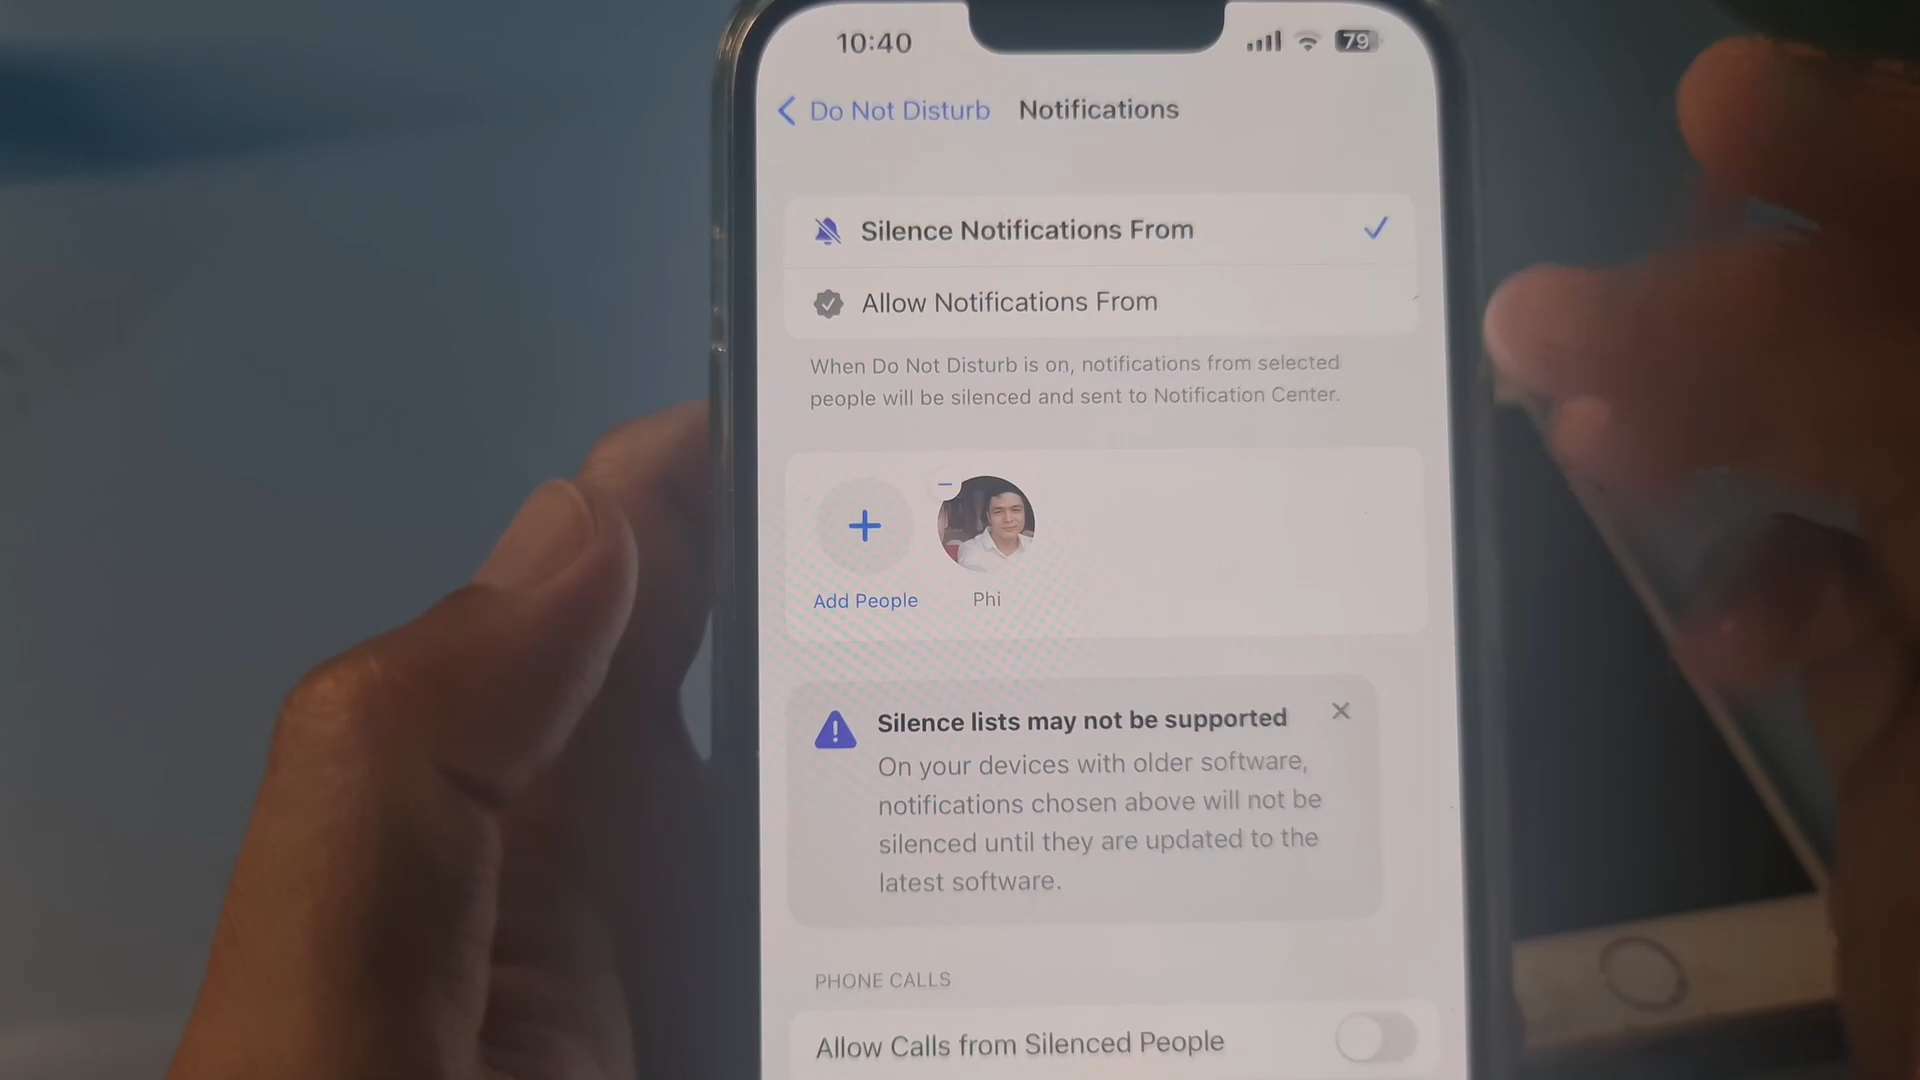 10:40
79
Do Not Disturb
Notifications
Silence Notifications From
Allow Notifications From
When Do Not Disturb is on, notifications from selected
people will be silenced and sent to Notification Center.
Add People
Phi
Silence lists may not be supported
On your devices with older software,
notifications chosen above will not be
silenced until they are updated to the
latest software.
PHONE CALLS
Allow Calls from Silenced People